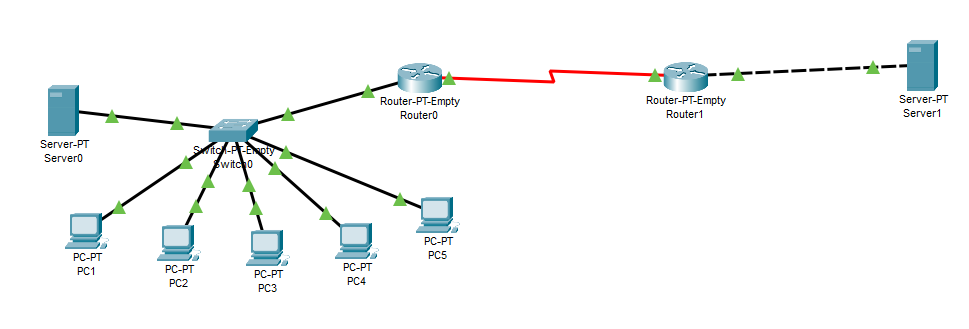 Server-PT
Server0
Switch-PT-Empty
Switch0
Router-PT-Empty
Router0
Router-PT-Empty
Router1
Server-PT
Server1
PC-PT
PC1
PC-PT
PC2
PC-PT
PC3
PC-PT
PC4
PC-PT
PC5